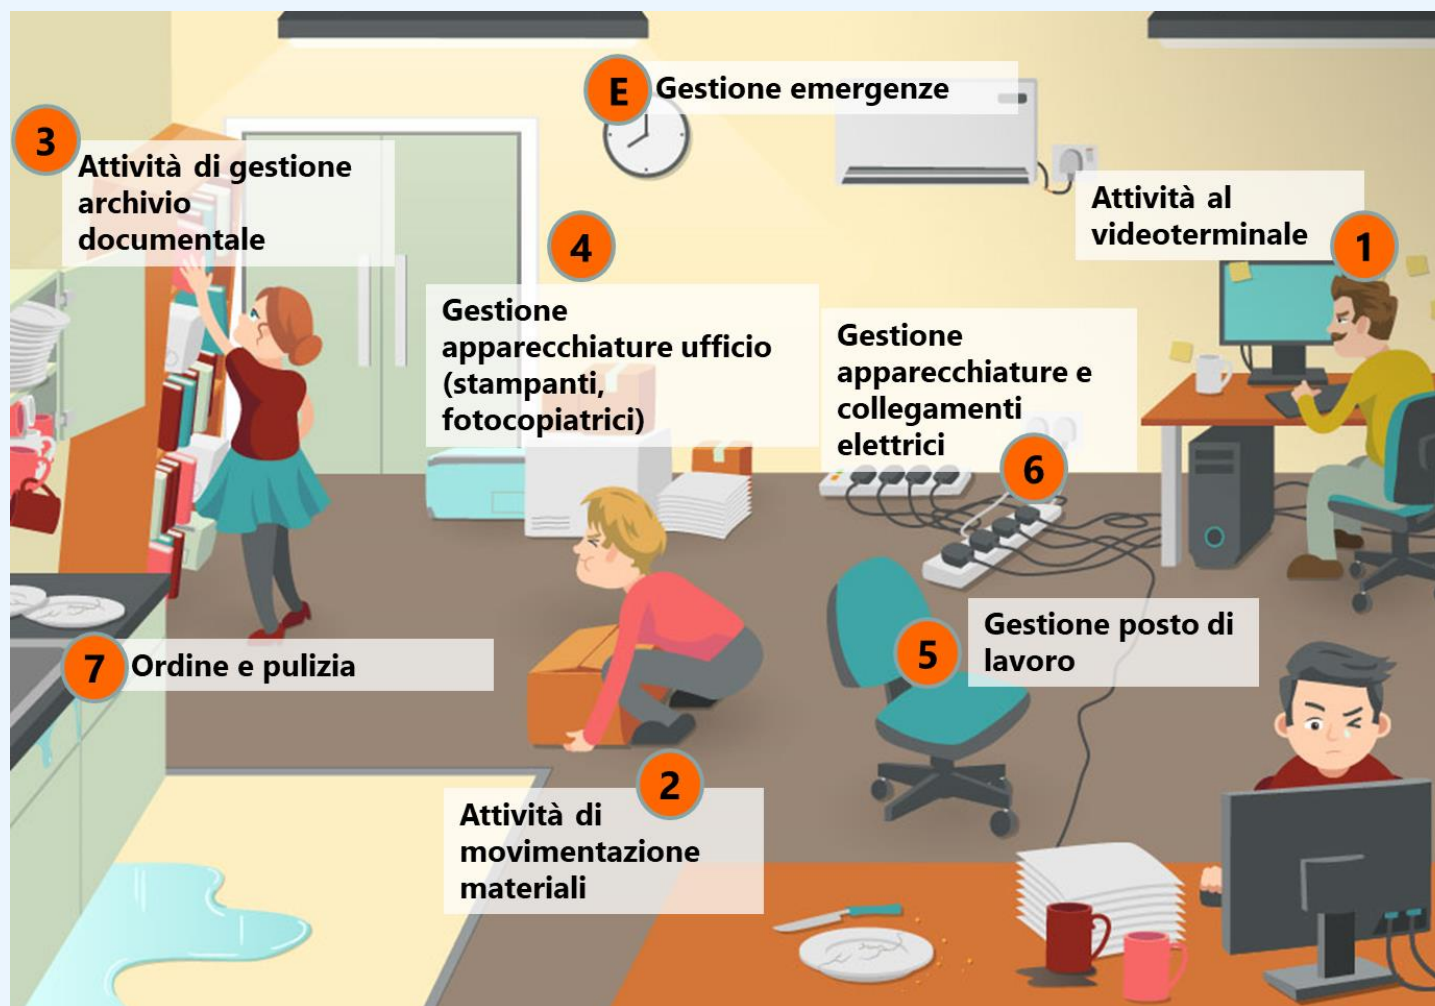 E
Gestione emergenze
3
Attività di gestione
archivio
documentale
Attività al
videoterminale
1
4
Gestione
apparecchiature ufficio
(stampanti,
fotocopiatrici)
Gestione
apparecchiature e
collegamenti
elettrici
6
5
Gestione posto di
lavoro
7
Ordine e pulizia
2
Attività di
movimentazione
materiali